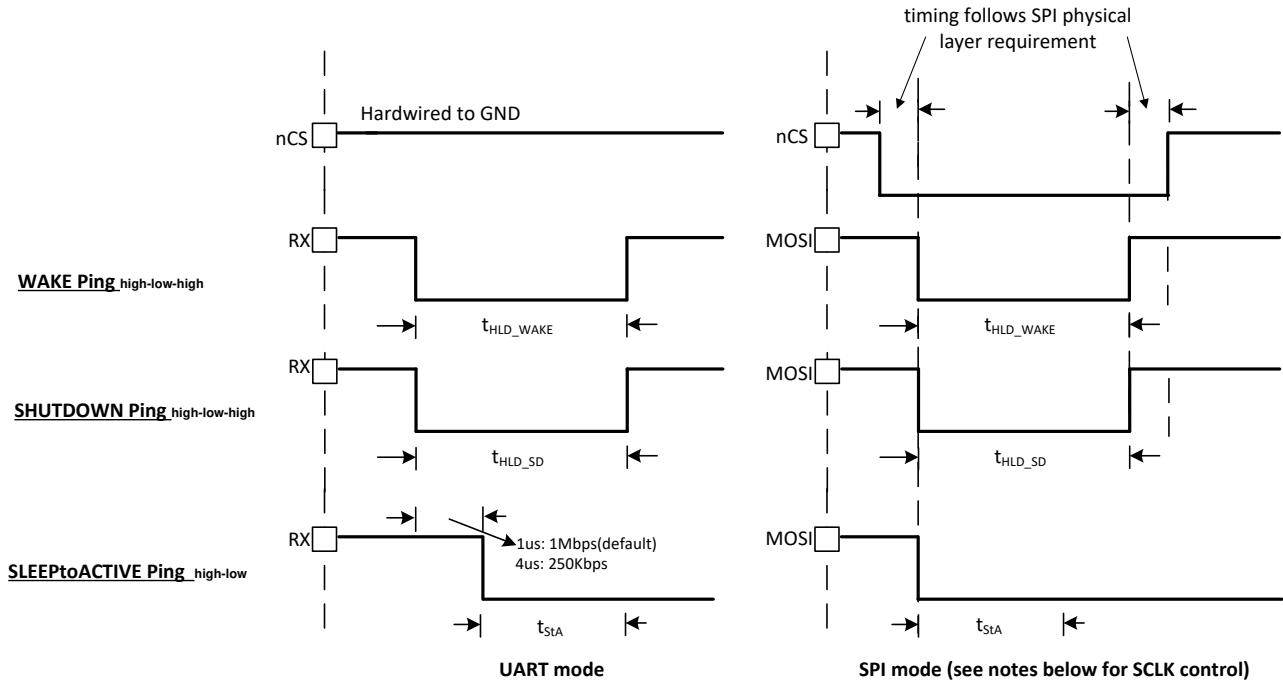 timing follows SPI physical
layer requirement
Hardwired to GND
nCS
nCS
RX
MOSI
WAKE Ping high-low-high
tHLD_WAKE
tHLD_WAKE
RX
MOSI
SHUTDOWN Ping high-low-high
tHLD_SD
tHLD_SD
RX
1us: 1Mbps(default)
4us: 250Kbps
MOSI
SLEEPtoACTIVE Ping high-low
tStA
tStA
UART mode
SPI mode (see notes below for SCLK control)